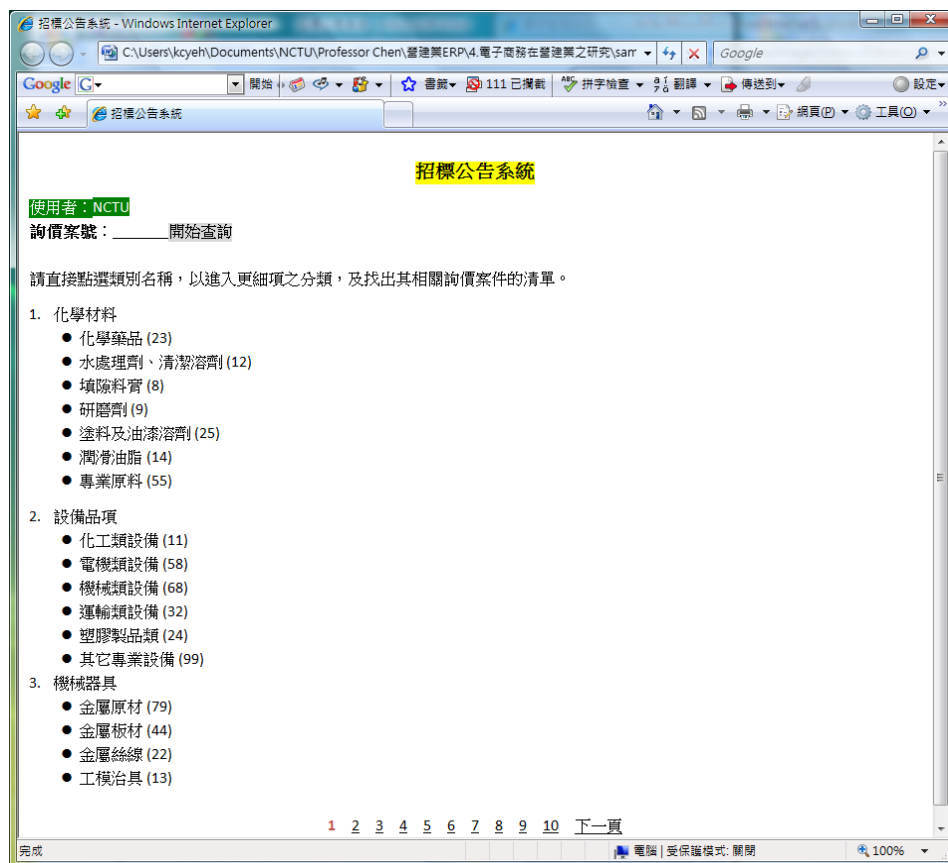 招標公告系統 - Windows Internet Explorer
C:\Users\kcyeh\Documents\NCTU\Professor Chen\營建業ERP\4.電子商務在營建業之研究\sam
Google
Google G 開始 書籤 111 已攔截 ABC 拼字檢查 翻譯 傳送到 設定
招標公告系統 網頁(P) 工具(O) »
招標公告系統
使用者：NCTU
詢價案號：_______開始查詢
請直接點選類別名稱，以進入更細項之分類，及找出其相關詢價案件的清單。
1. 化學材料
● 化學藥品 (23)
● 水處理劑、清潔溶劑 (12)
● 填隙料膏 (8)
● 研磨劑 (9)
● 塗料及油漆溶劑 (25)
● 潤滑油脂 (14)
● 專業原料 (55)
2. 設備品項
● 化工類設備 (11)
● 電機類設備 (58)
● 機械類設備 (68)
● 運輸類設備 (32)
● 塑膠製品類 (24)
● 其它專業設備 (99)
3. 機械器具
● 金屬原材 (79)
● 金屬板材 (44)
● 金屬絲線 (22)
● 工模治具 (13)
1 2 3 4 5 6 7 8 9 10 下一頁
完成 電腦 | 受保護模式: 關閉 100%